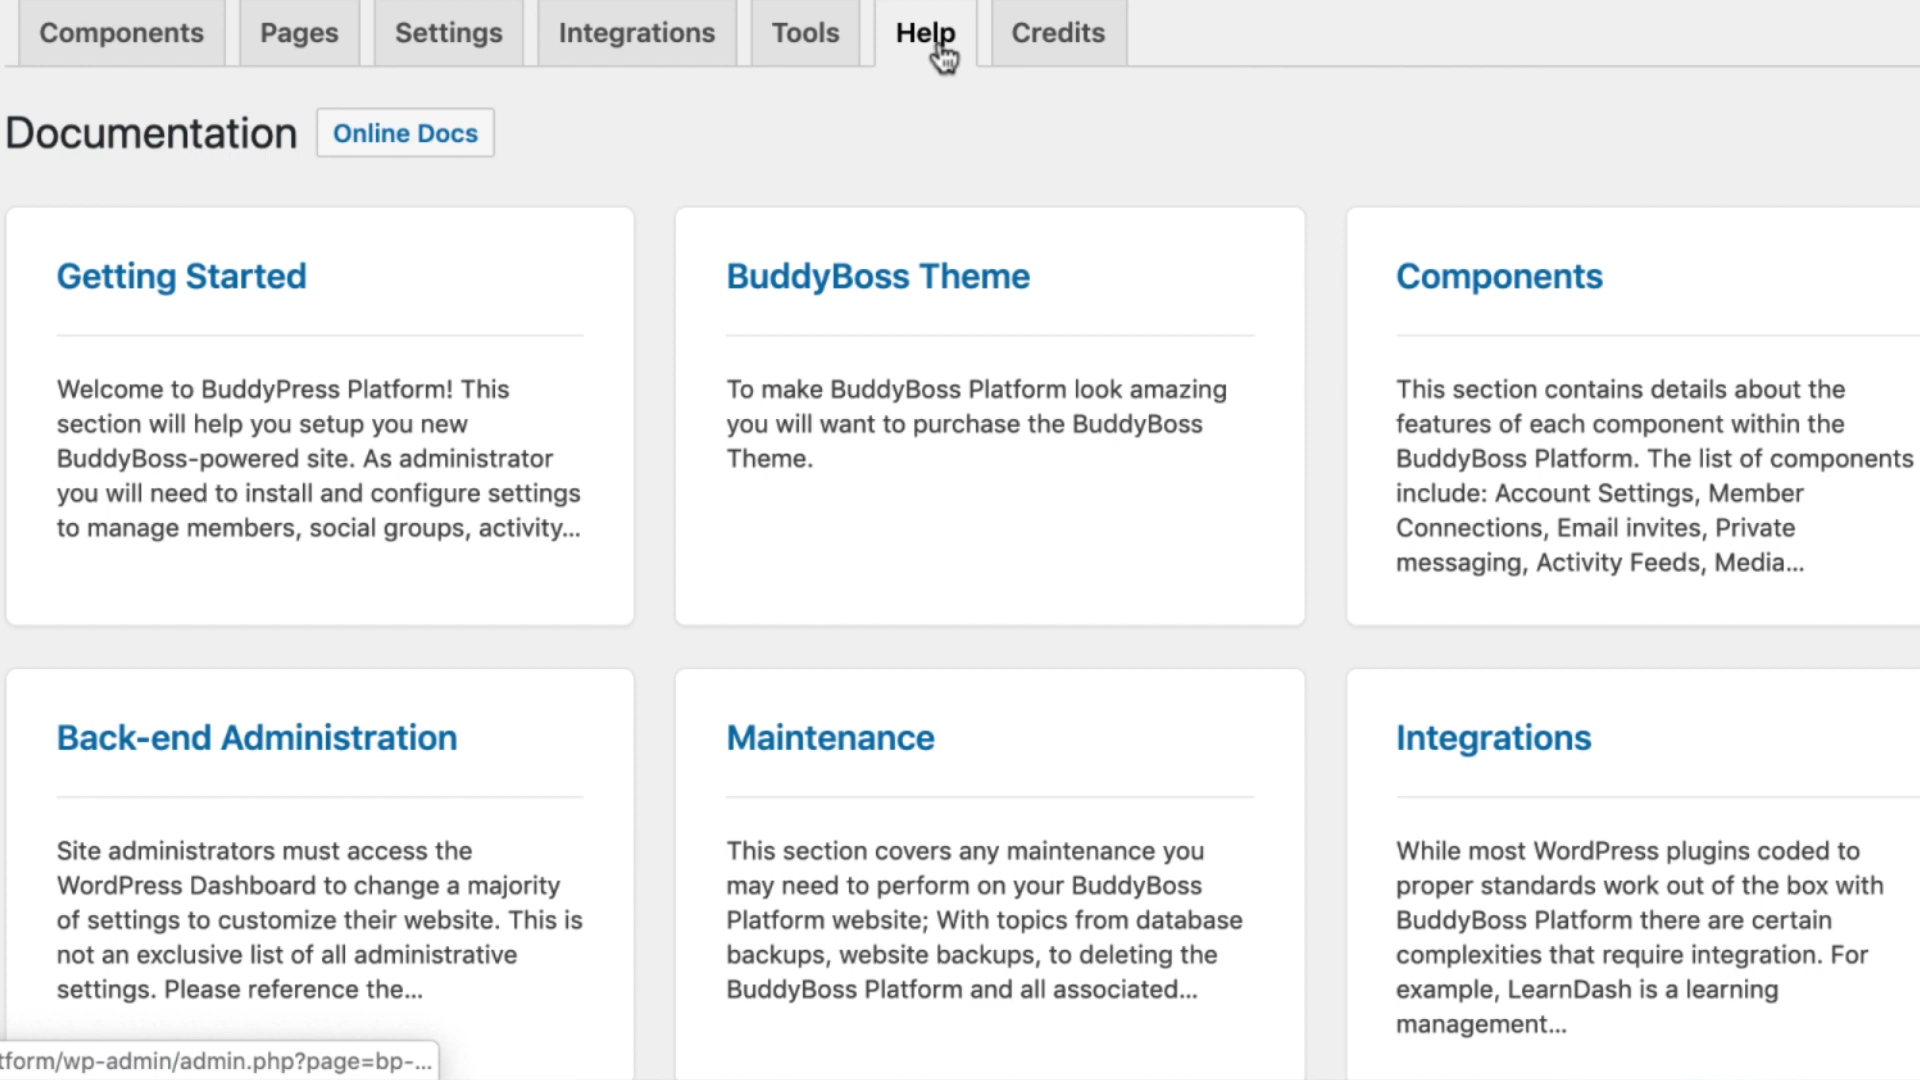 Components Pages Settings Integrations Tools Help Credits
Documentation Online Docs
Getting Started
Welcome to BuddyPress Platform! This
section will help you setup you new
BuddyBoss-powered site. As administrator
you will need to install and configure settings
to manage members, social groups, activity...
BuddyBoss Theme
To make BuddyBoss Platform look amazing
you will want to purchase the BuddyBoss
Theme.
Components
This section contains details about the
features of each component within the
BuddyBoss Platform. The list of components
include: Account Settings, Member
Connections, Email invites, Private
messaging, Activity Feeds, Media...
Back-end Administration
Site administrators must access the
WordPress Dashboard to change a majority
of settings to customize their website. This is
not an exclusive list of all administrative
settings. Please reference the...
Maintenance
This section covers any maintenance you
may need to perform on your BuddyBoss
Platform website; With topics from database
backups, website backups, to deleting the
BuddyBoss Platform and all associated...
Integrations
While most WordPress plugins coded to
proper standards work out of the box with
BuddyBoss Platform there are certain
complexities that require integration. For
example, LearnDash is a learning
management...
tform/wp-admin/admin.php?page=bp-...